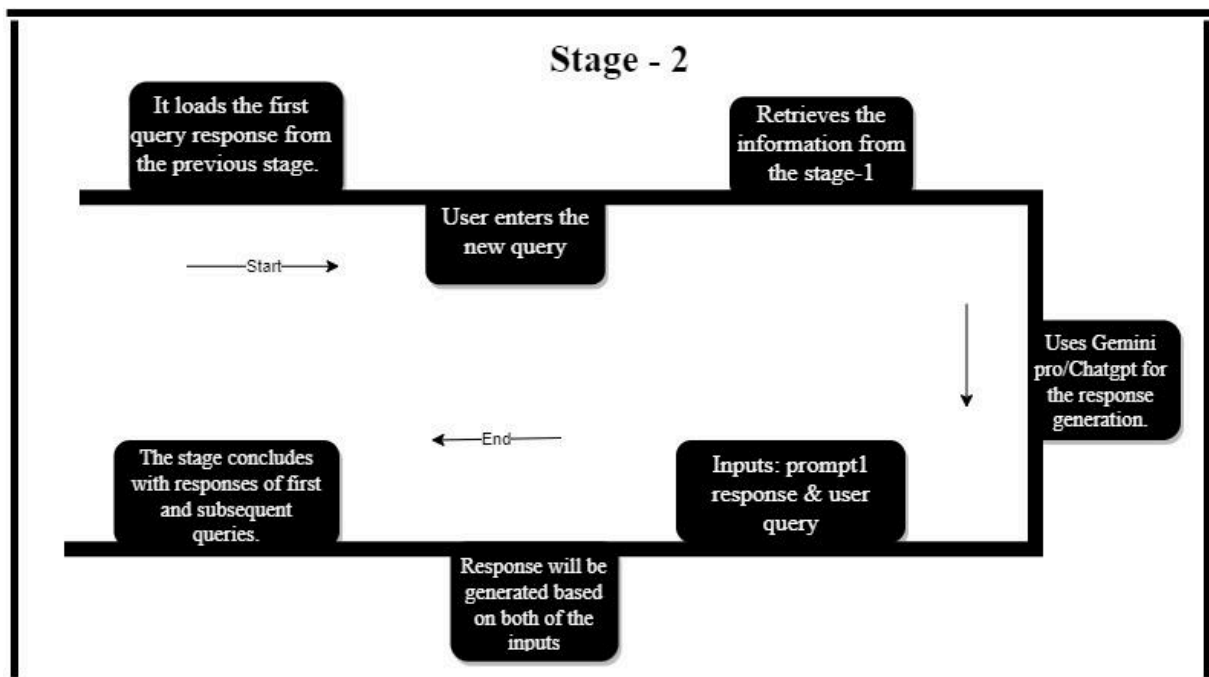 Stage - 2
It loads the first
query response from
the previous stage.
User enters the
new query
Retrieves the
information from
the stage-1
Start
Uses Gemini
pro/Chatgpt for
the response
generation.
Inputs: prompt1
response & user
query
End
Response will be
generated based
on both of the
inputs
The stage concludes
with responses of first
and subsequent
queries.